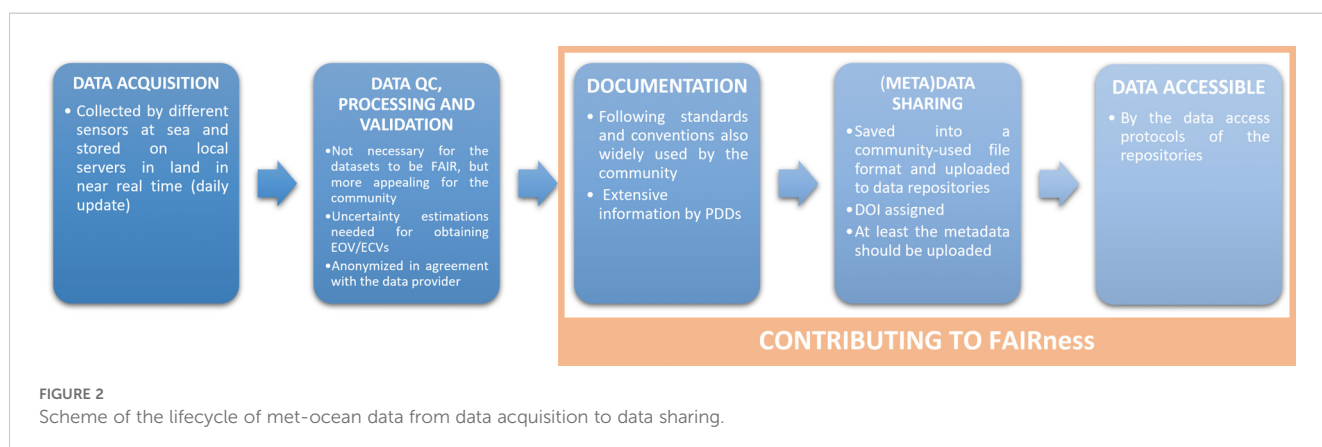 DATA ACQUISITION
• Collected by different
sensors at sea and
stored on local
servers in land in
near real time (daily
update)
DATA QC,
PROCESSING AND
VALIDATION
•Not necessary for the
datasets to be FAIR, but
more appealing for the
community
•Uncertainty estimations
needed for obtaining
EOV/ECVs
•Anonymized in agreement
with the data provider
DOCUMENTATION
• Following standards
and conventions also
widely used by the
community
• Extensive
information by PDDs
(META)DATA
SHARING
•Saved into a
community-used file
format and uploaded
to data repositories
•DOI assigned
•At least the metadata
should be uploaded
DATA ACCESSIBLE
• By the data access
protocols of the
repositories
CONTRIBUTING TO FAIRness
FIGURE 2
Scheme of the lifecycle of met-ocean data from data acquisition to data sharing.